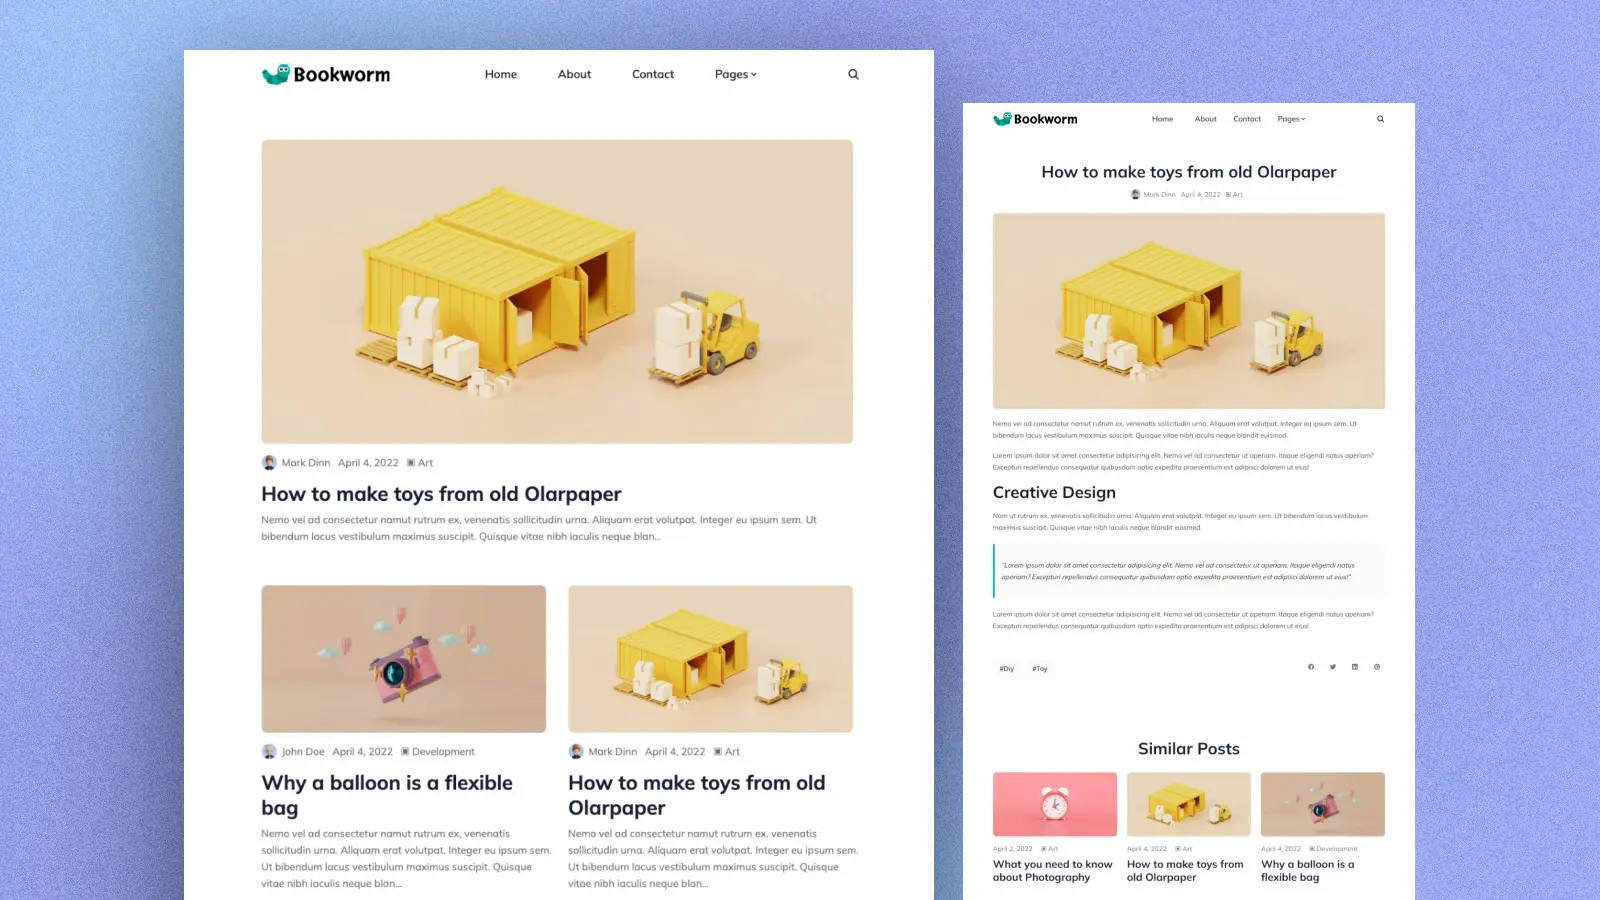 Bookworm
Home About Contact Pages
Mark Dinn April 4, 2022 Art
How to make toys from old Olarpaper
Nemo vel ad consectetur namut rutrum ex, venenatis sollicitudin urna. Aliquam erat volutpat. Integer eu ipsum sem. Ut
bibendum lacus vestibulum maximus suscipit. Quisque vitae nibh iaculis neque blan...
John Doe April 4, 2022 Development
Why a balloon is a flexible
bag
Nemo vel ad consectetur namut rutrum ex, venenatis
sollicitudin urna. Aliquam erat volutpat. Integer eu ipsum sem.
Ut bibendum lacus vestibulum maximus suscipit. Quisque
vitae nibh iaculis neque blan...
Mark Dinn April 4, 2022 Art
How to make toys from old
Olarpaper
Nemo vel ad consectetur namut rutrum ex, venenatis
sollicitudin urna. Aliquam erat volutpat. Integer eu ipsum sem.
Ut bibendum lacus vestibulum maximus suscipit. Quisque
vitae nibh iaculis neque blan...
Bookworm
Home About Contact Pages
How to make toys from old Olarpaper
Mark Dinn April 4, 2022 Art
Nemo vel ad consectetur namut rutrum ex, venenatis sollicitudin urna. Aliquam erat volutpat. Integer eu ipsum sem. Ut
bibendum lacus vestibulum maximus suscipit. Quisque vitae nibh iaculis neque blandit euismod.
Lorem ipsum dolor sit amet consectetur adipisicing elit. Nemo vel ad consectetur ut aperiam. Itaque eligendi natus aperiam?
Excepturi repellendus consequatur quibusdam optio expedita praesentium est adipisci dolorem ut eius!
Creative Design
Nam ut rutrum ex, venenatis sollicitudin urna. Aliquam erat volutpat. Integer eu ipsum sem. Ut bibendum lacus vestibulum
maximus suscipit. Quisque vitae nibh iaculis neque blandit euismod.
"Lorem ipsum dolor sit amet consectetur adipisicing elit. Nemo vel ad consectetur ut aperiam. Itaque eligendi natus
aperiam? Excepturi repellendus consequatur quibusdam optio expedita praesentium est adipisci dolorem ut eius!"
Lorem ipsum dolor sit amet consectetur adipisicing elit. Nemo vel ad consectetur ut aperiam. Itaque eligendi natus aperiam?
Excepturi repellendus consequatur quibusdam optio expedita praesentium est adipisci dolorem ut eius!
#Diy #Toy
Similar Posts
April 2, 2022 Art
What you need to know
about Photography
April 4, 2022 Art
How to make toys from
old Olarpaper
April 4, 2022 Development
Why a balloon is a
flexible bag